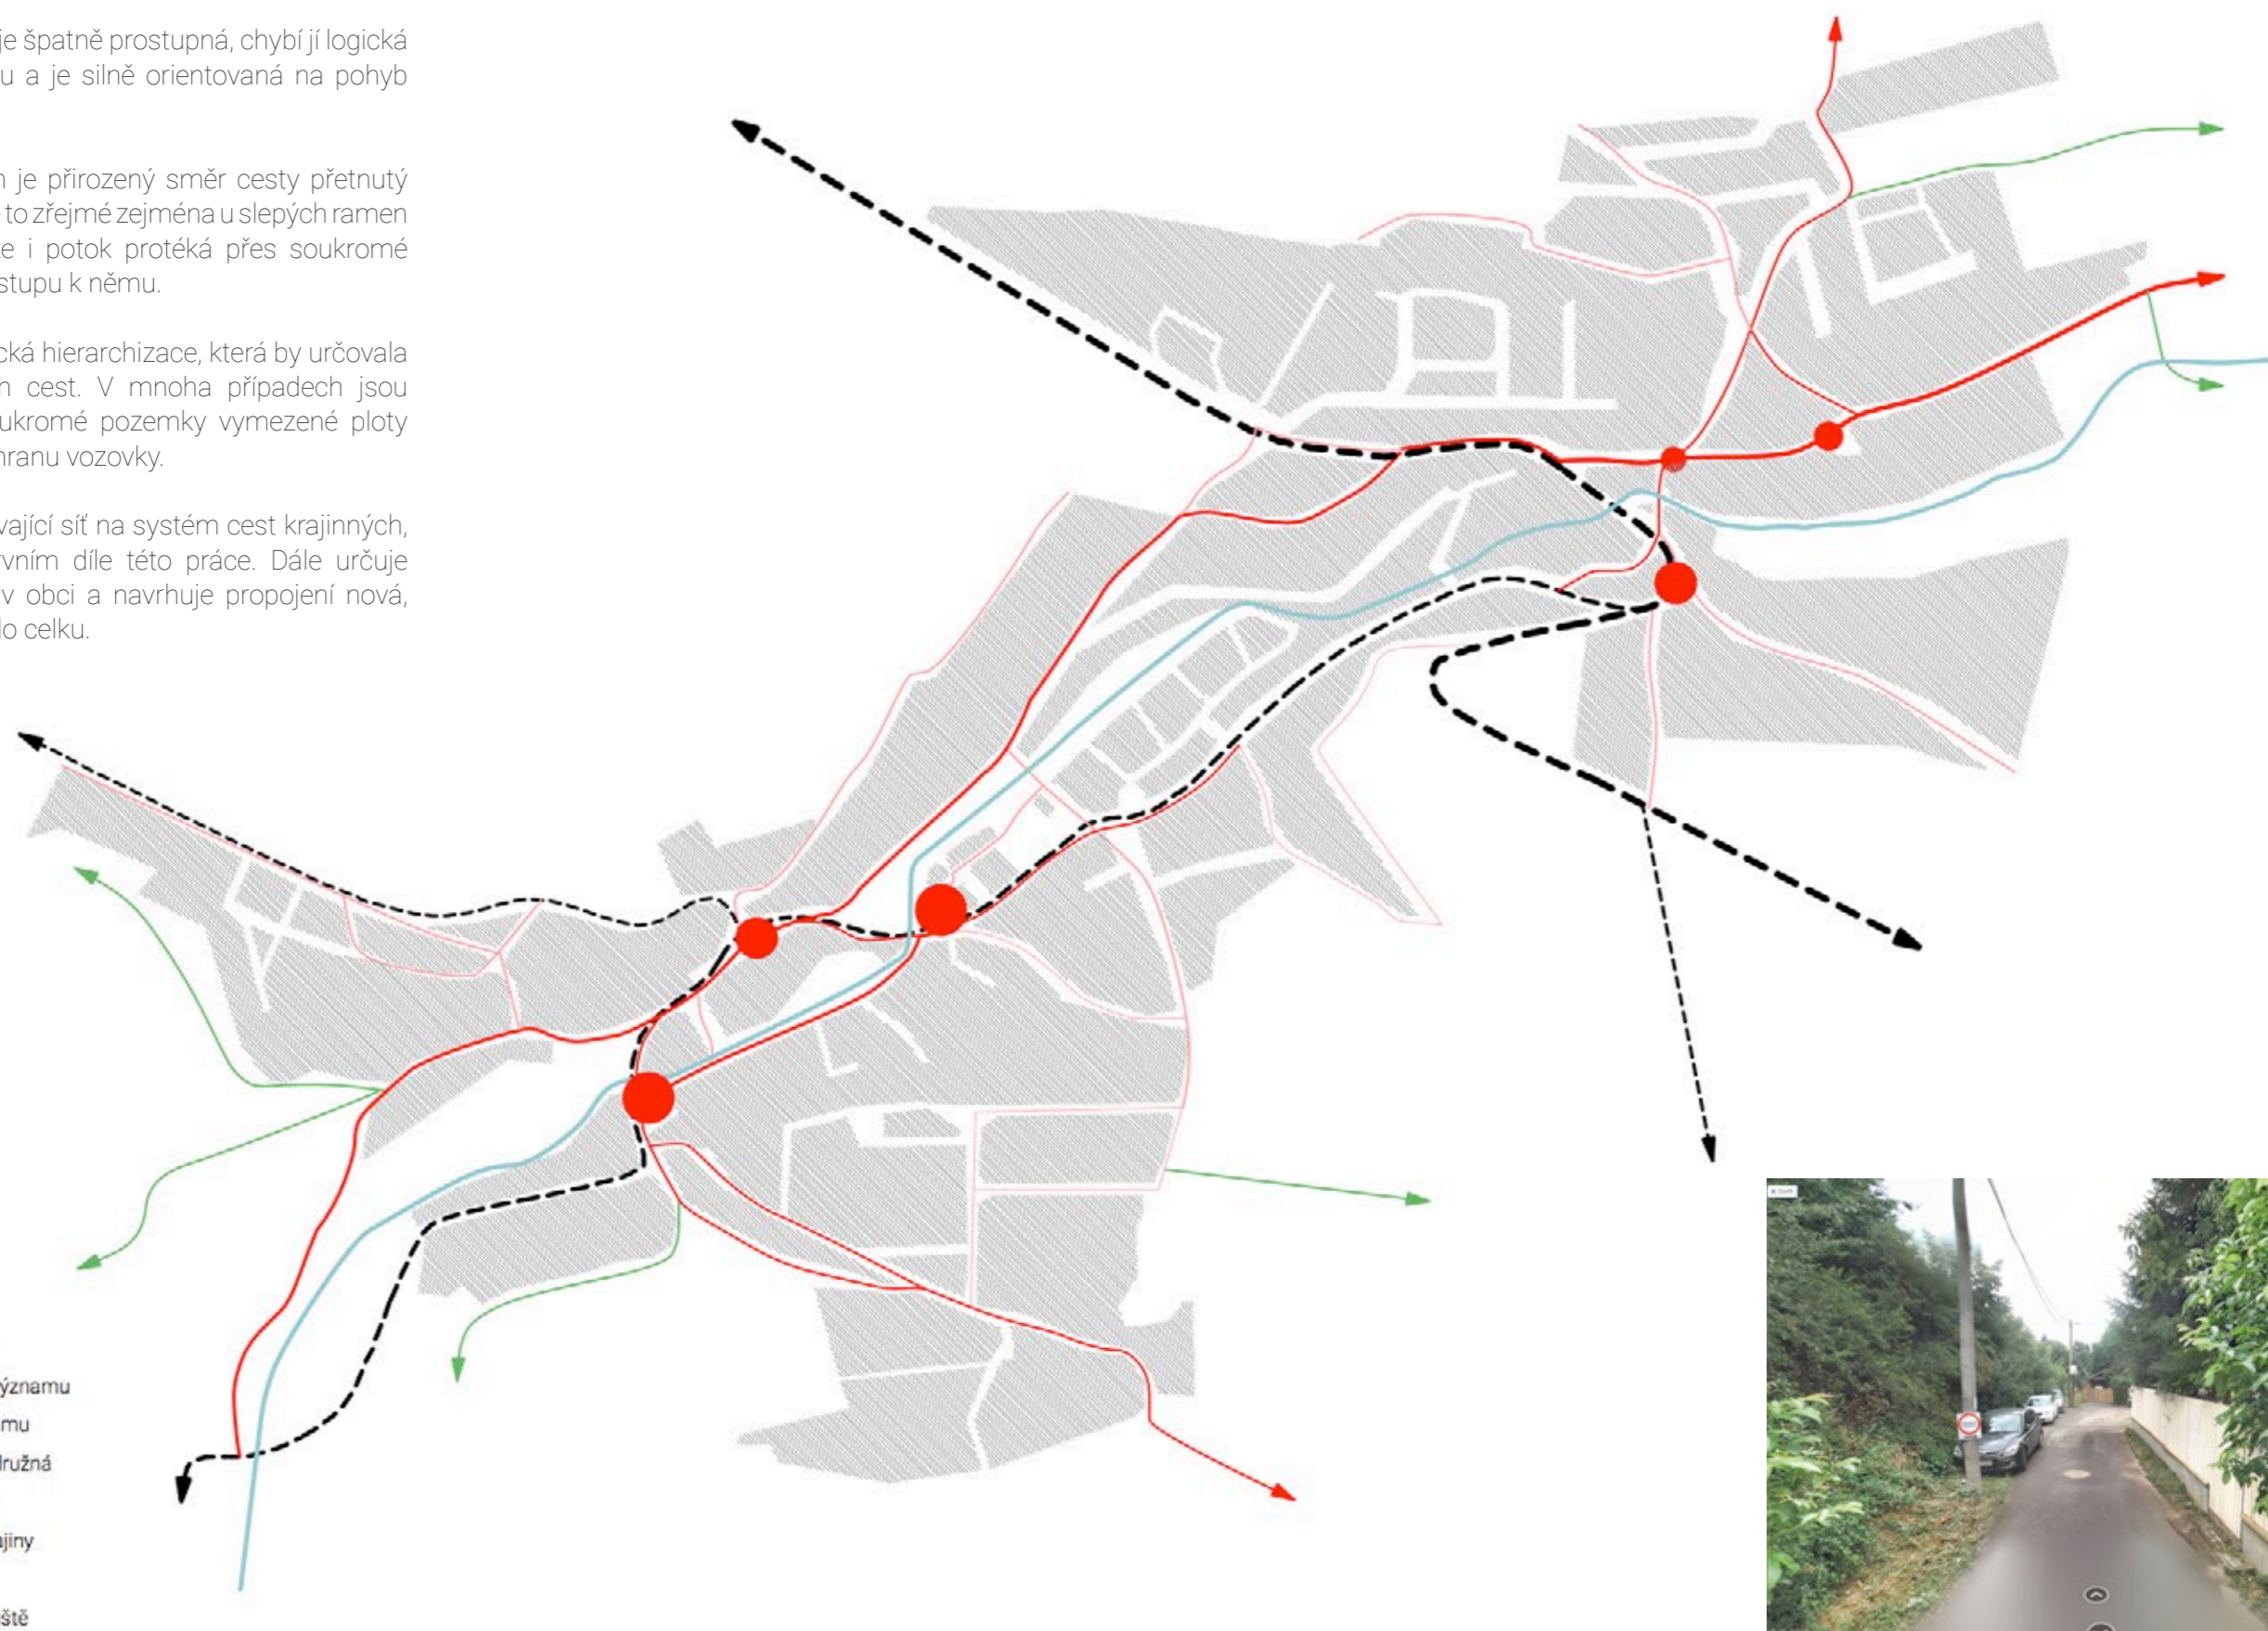 je špatně prostupná, chybí jí logická
u a je silně orientovaná na pohyb
n je přirozený směr cesty přetnutý
to zřejmé zejména u slepých ramen
e i potok protéká přes soukromé
stupu k němu.
cká hierarchizace, která by určovala
h cest. V mnoha případech jsou
ukromé pozemky vymezené ploty
hranu vozovky.
vající síť na systém cest krajinných,
rvním díle této práce. Dále určuje
v obci a navrhuje propojení nová,
lo celku.
ýznamu
mu
družná
ajiny
iště